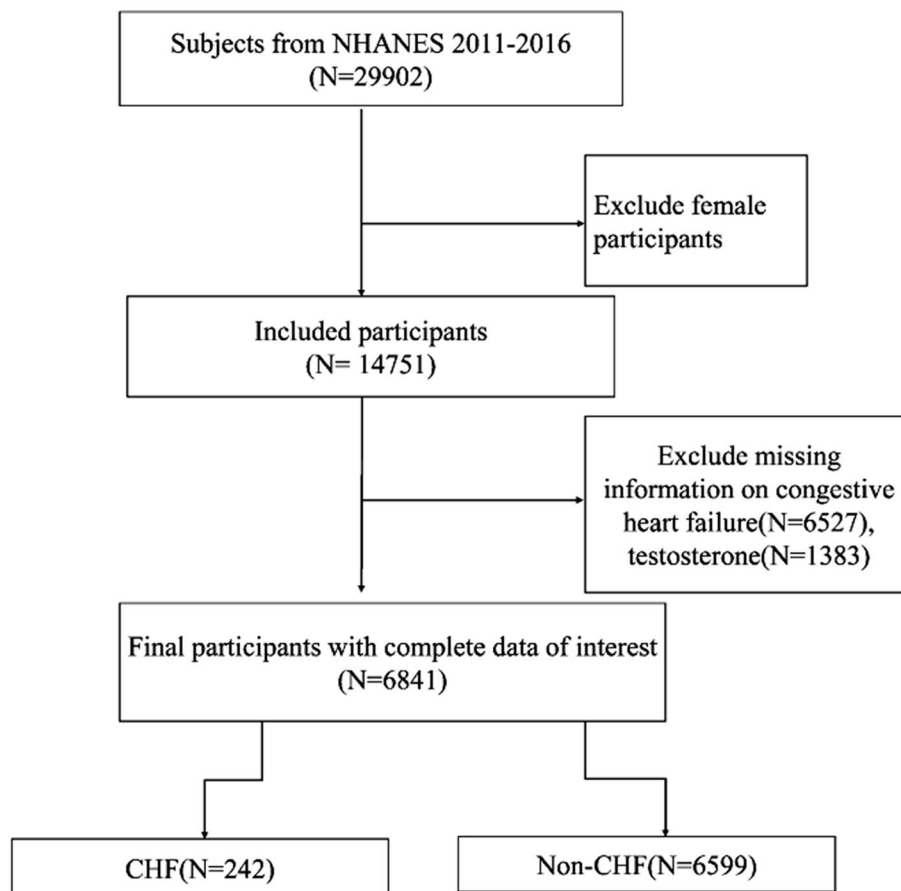 Subjects from NHANES 2011-2016
(N=29902)
Exclude female
participants
Included participants
(N= 14751)
Exclude missing
information on congestive
heart failure(N=6527),
testosterone(N=1383)
Final participants with complete data of interest
(N=6841)
CHF(N=242)
Non-CHF(N=6599)